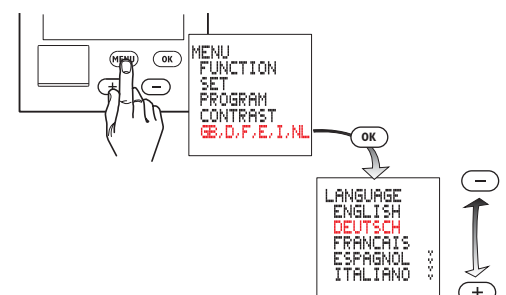 MENU
OK
+
−
MENU
FUNCTION
SET
PROGRAM
CONTRAST
GB,D,F,E,I,NL
OK
LANGUAGE
ENGLISH
DEUTSCH
FRANCAIS
ESPAGNOL
ITALIANO
−
+